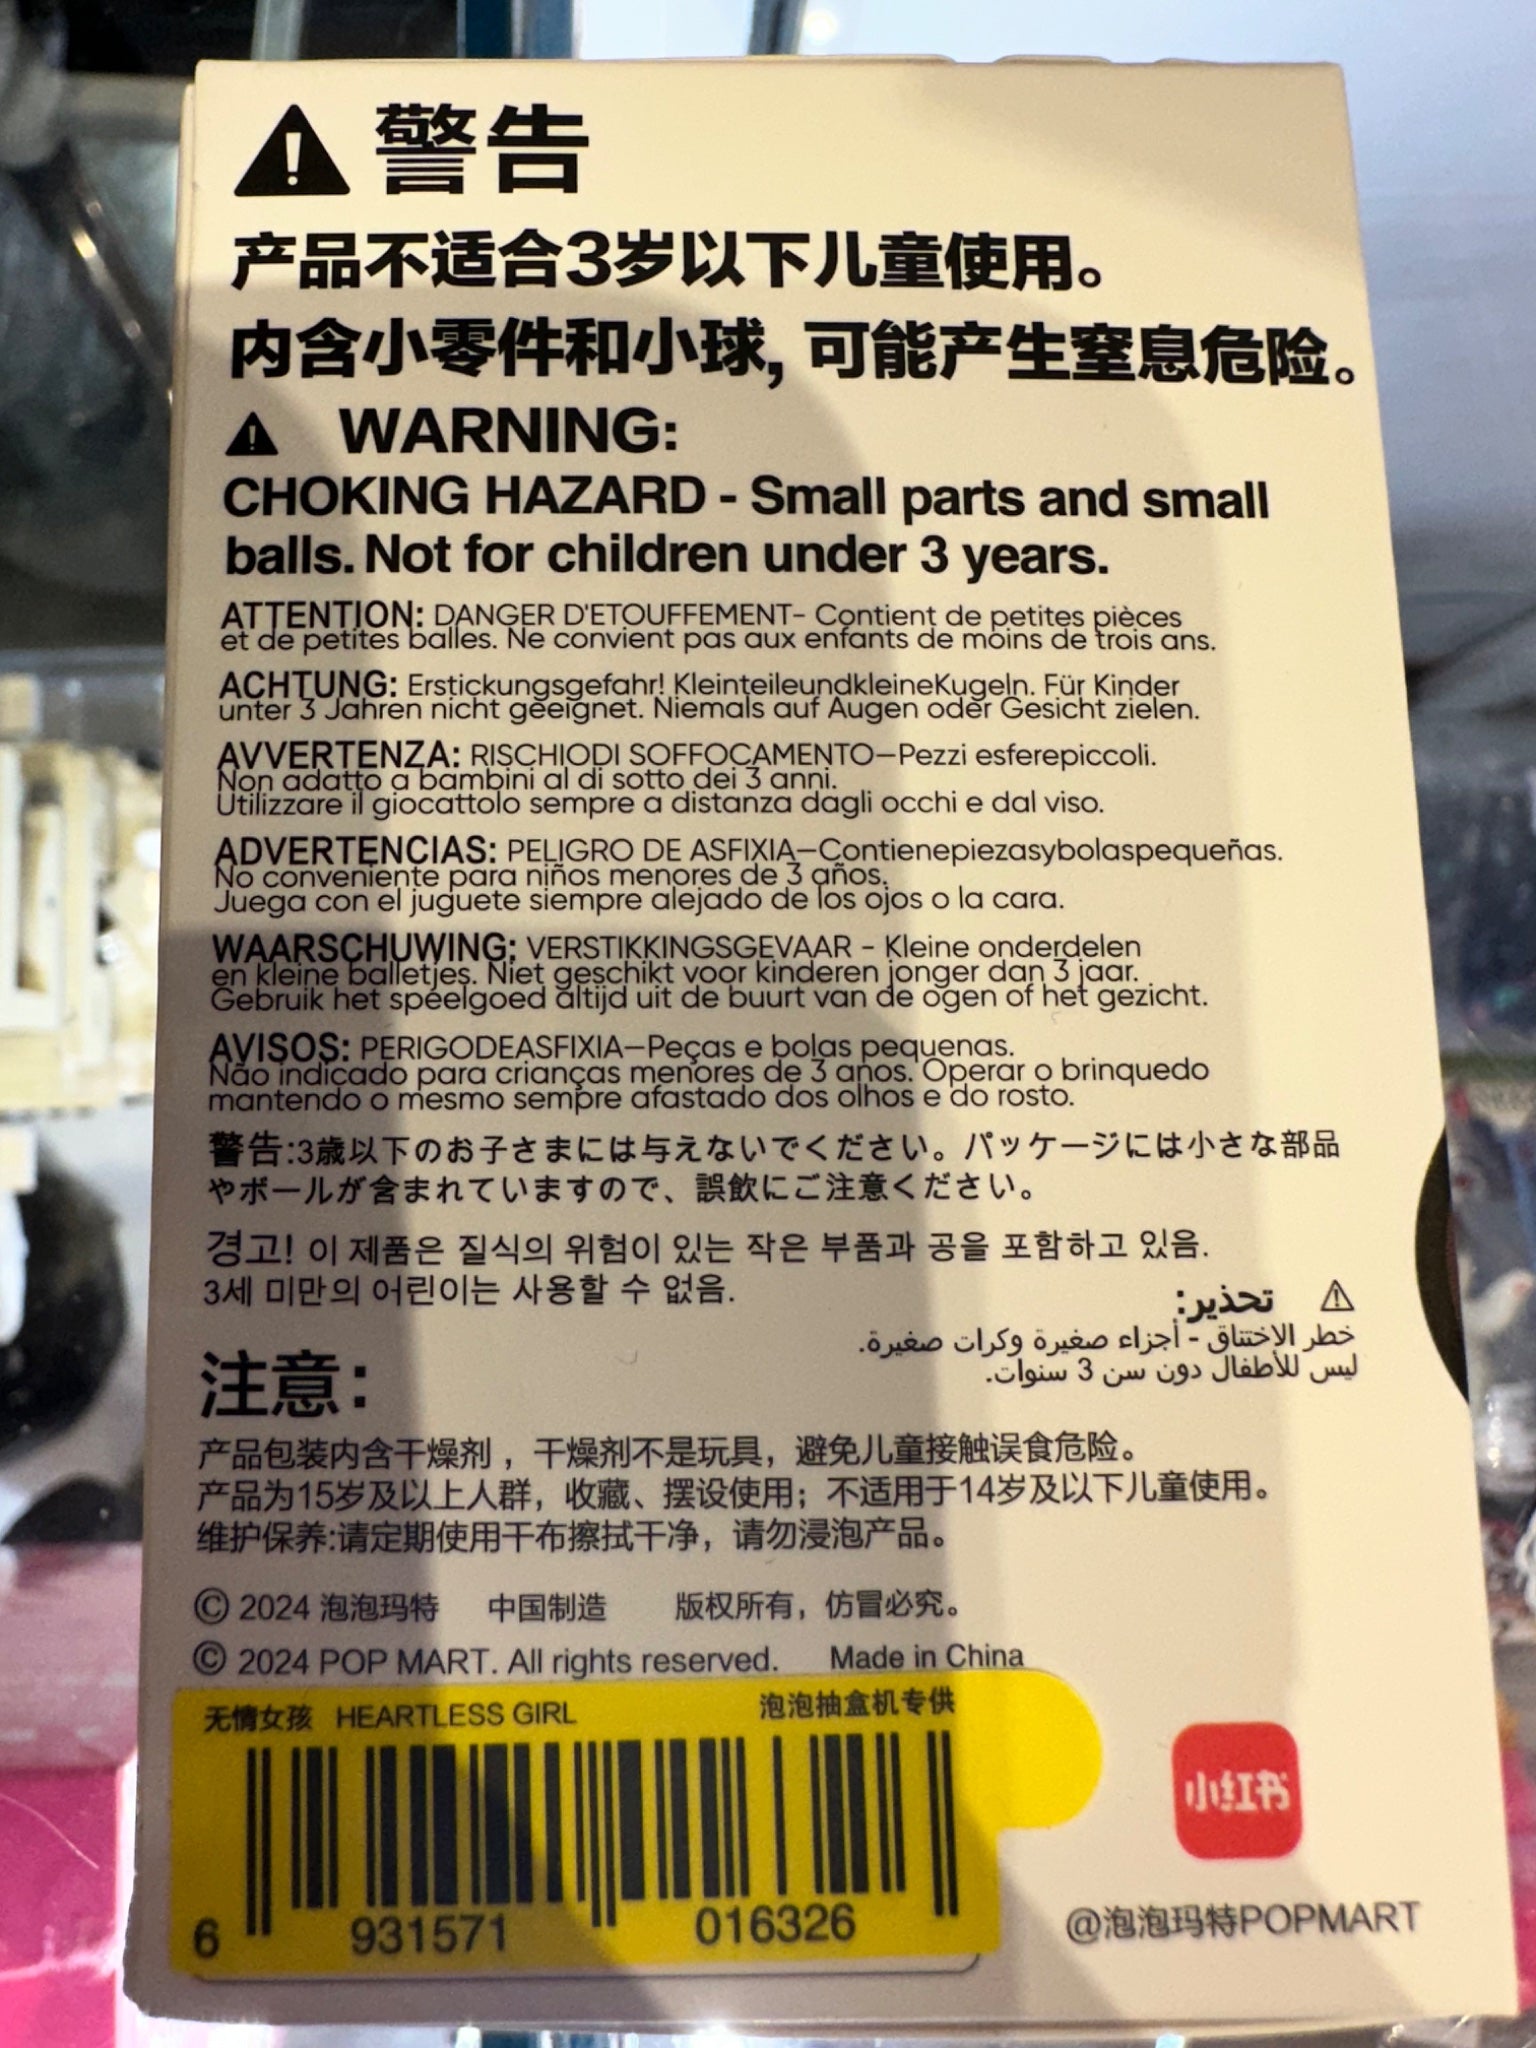 警告
产品不适合3岁以下儿童使用。
内含小零件和小球, 可能产生窒息危险。
WARNING:
CHOKING HAZARD - Small parts and small
balls. Not for children under 3 years.
ATTENTION: DANGER D'ETOUFFEMENT- Contient de petites pièces
et de petites balles. Ne convient pas aux enfants de moins de trois ans.
ACHTUNG: Erstickungsgefahr! KleinteileundkleineKugeln. Für Kinder
unter 3 Jahren nicht geeignet. Niemals auf Augen oder Gesicht zielen.
AVVERTENZA: RISCHIODI SOFFOCAMENTO—Pezzi esferepiccoli.
Non adatto a bambini al di sotto dei 3 anni.
Utilizzare il giocattolo sempre a distanza dagli occhi e dal viso.
ADVERTENCIAS: PELIGRO DE ASFIXIA—Contienepiezasybolaspequeñas.
No conveniente para niños menores de 3 años.
Juega con el juguete siempre alejado de los ojos o la cara.
WAARSCHUWING: VERSTIKKINGSGEVAAR - Kleine onderdelen
en kleine balletjes. Niet geschikt voor kinderen jonger dan 3 jaar.
Gebruik het speelgoed altijd uit de buurt van de ogen of het gezicht.
AVISOS: PERIGODEASFIXIA—Peças e bolas pequenas.
Não indicado para crianças menores de 3 anos. Operar o brinquedo
mantendo o mesmo sempre afastado dos olhos e do rosto.
警告:3歳以下のお子さまには与えないでください。パッケージには小さな部品
やボールが含まれていますので、誤飲にご注意ください。
경고! 이 제품은 질식의 위험이 있는 작은 부품과 공을 포함하고 있음.
3세 미만의 어린이는 사용할 수 없음.
تحذير:
خطر الاختناق - أجزاء صغيرة وكرات صغيرة.
ليس للأطفال دون سن 3 سنوات.
注意:
产品包装内含干燥剂，干燥剂不是玩具，避免儿童接触误食危险。
产品为15岁及以上人群，收藏、摆设使用；不适用于14岁及以下儿童使用。
维护保养:请定期使用干布擦拭干净，请勿浸泡产品。
© 2024 泡泡玛特 中国制造 版权所有，仿冒必究。
© 2024 POP MART. All rights reserved. Made in China
无情女孩 HEARTLESS GIRL 泡泡抽盒机专供
6 931571 016326
小红书
@泡泡玛特POPMART